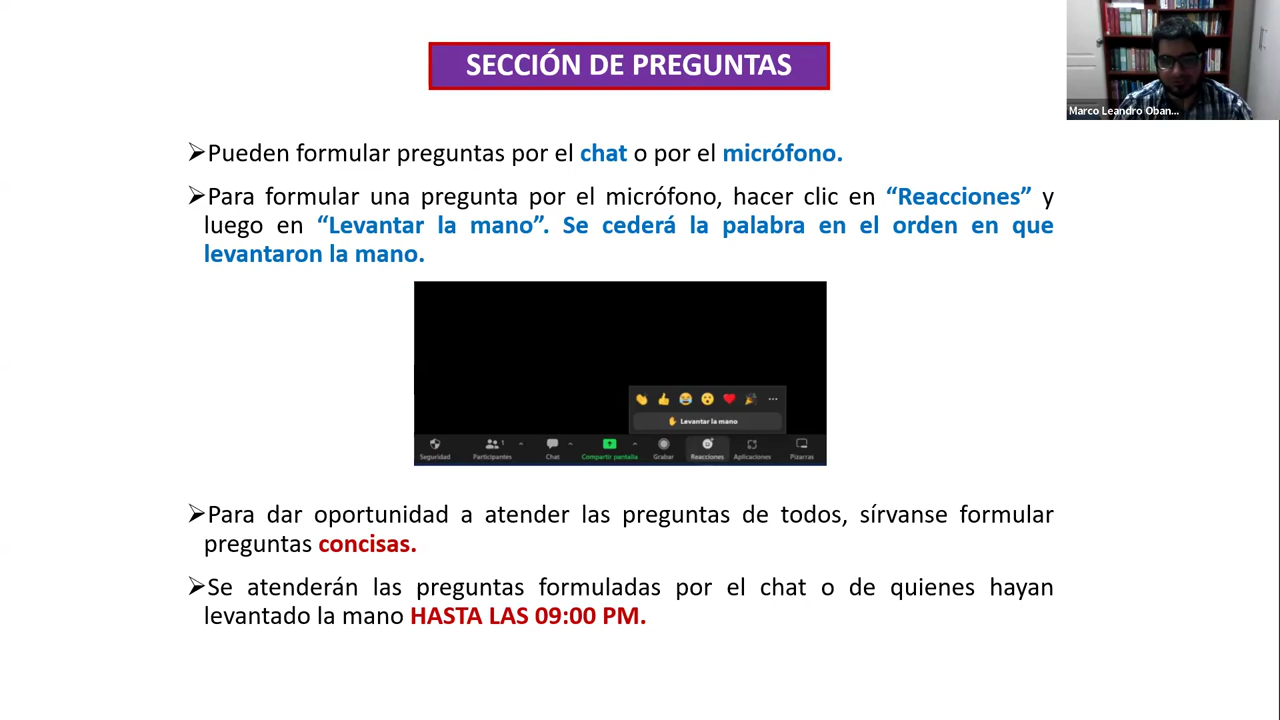 SECCIÓN DE PREGUNTAS
Marco Leandro Oban...
➢Pueden formular preguntas por el chat o por el micrófono.
➢Para formular una pregunta por el micrófono, hacer clic en “Reacciones” y
luego en “Levantar la mano”. Se cederá la palabra en el orden en que
levantaron la mano.
Levantar la mano
1
Seguridad Participantes Chat Compartir pantalla Grabar Reacciones Aplicaciones Pizarras
➢Para dar oportunidad a atender las preguntas de todos, sírvanse formular
preguntas concisas.
➢Se atenderán las preguntas formuladas por el chat o de quienes hayan
levantado la mano HASTA LAS 09:00 PM.